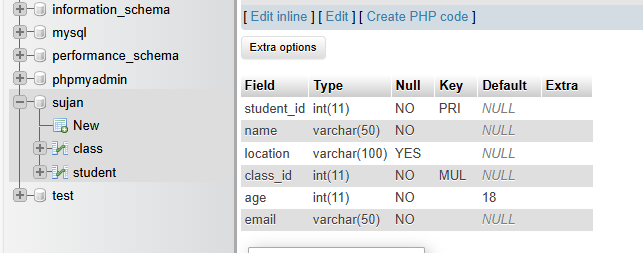 information_schema
mysql
performance_schema
phpmyadmin
sujan
New
class
student
test
[ Edit inline ] [ Edit ] [ Create PHP code ]
Extra options
Field Type Null Key Default Extra
student_id int(11) NO PRI NULL
name varchar(50) NO NULL
location varchar(100) YES NULL
class_id int(11) NO MUL NULL
age int(11) NO 18
email varchar(50) NO NULL